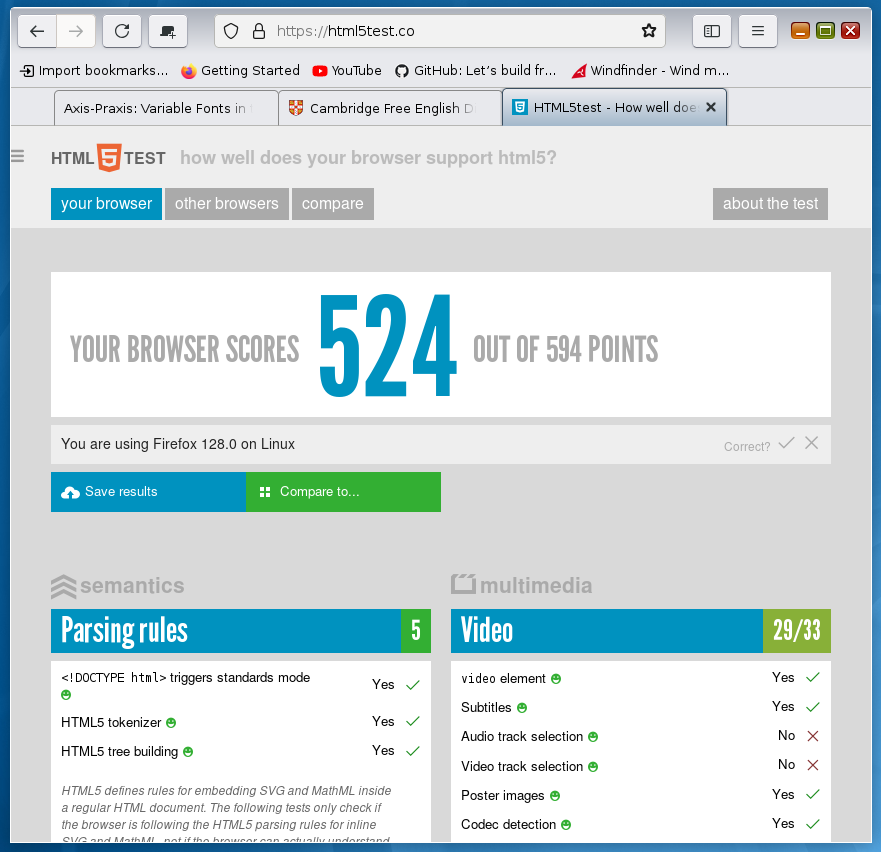 https://html5test.co
Import bookmarks... Getting Started YouTube GitHub: Let's build fr... Windfinder - Wind m...
Axis-Praxis: Variable Fonts in Cambridge Free English D HTML5test - How well doe
HTML 5 TEST how well does your browser support html5?
your browser other browsers compare about the test
YOUR BROWSER SCORES 524 OUT OF 594 POINTS
You are using Firefox 128.0 on Linux Correct?
Save results Compare to...
semantics
Parsing rules 5
<!DOCTYPE html> triggers standards mode Yes
HTML5 tokenizer Yes
HTML5 tree building Yes
HTML5 defines rules for embedding SVG and MathML inside
a regular HTML document. The following tests only check if
the browser is following the HTML5 parsing rules for inline
SVG and MathML, not if the browser can actually understand
multimedia
Video 29/33
video element Yes
Subtitles Yes
Audio track selection No
Video track selection No
Poster images Yes
Codec detection Yes